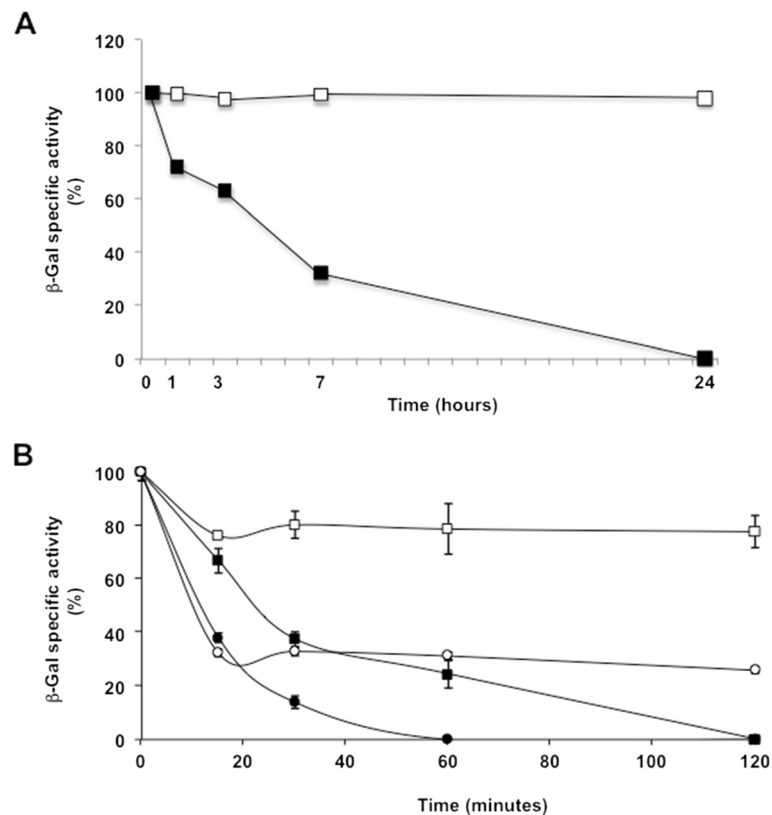 A
120
100
80
60
40
20
0
β-Gal specific activity
(%)
0 1 3 7 24
Time (hours)
B
100
80
60
40
20
0
β-Gal specific activity
(%)
0 20 40 60 80 100 120
Time (minutes)